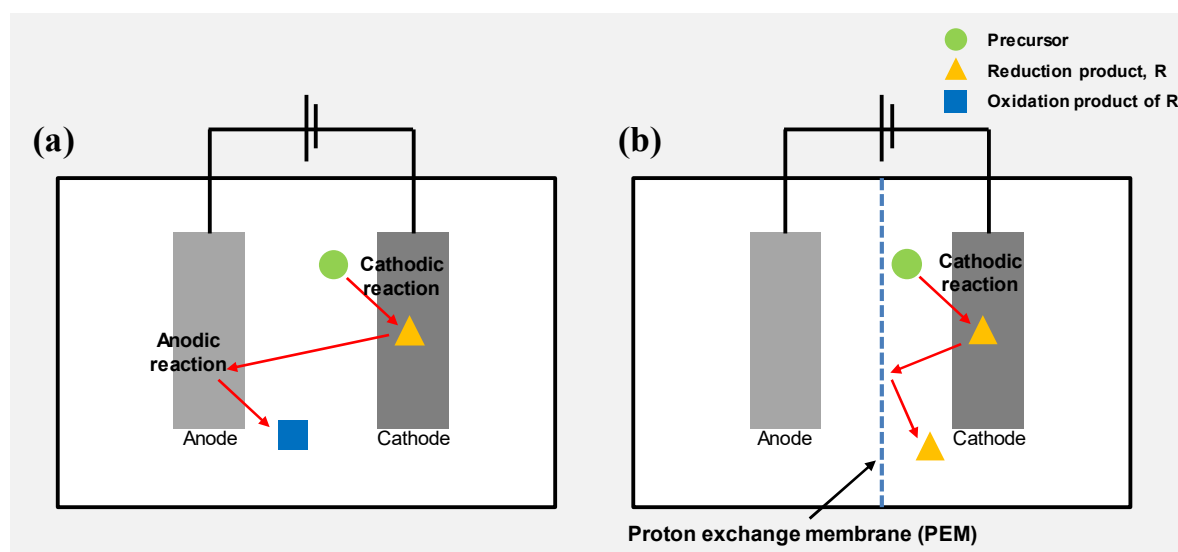 Precursor
Reduction product, R
Oxidation product of R
(a)
Cathodic
reaction
Anodic
reaction
Anode
Cathode
(b)
Cathodic
reaction
Anode
Cathode
Proton exchange membrane (PEM)